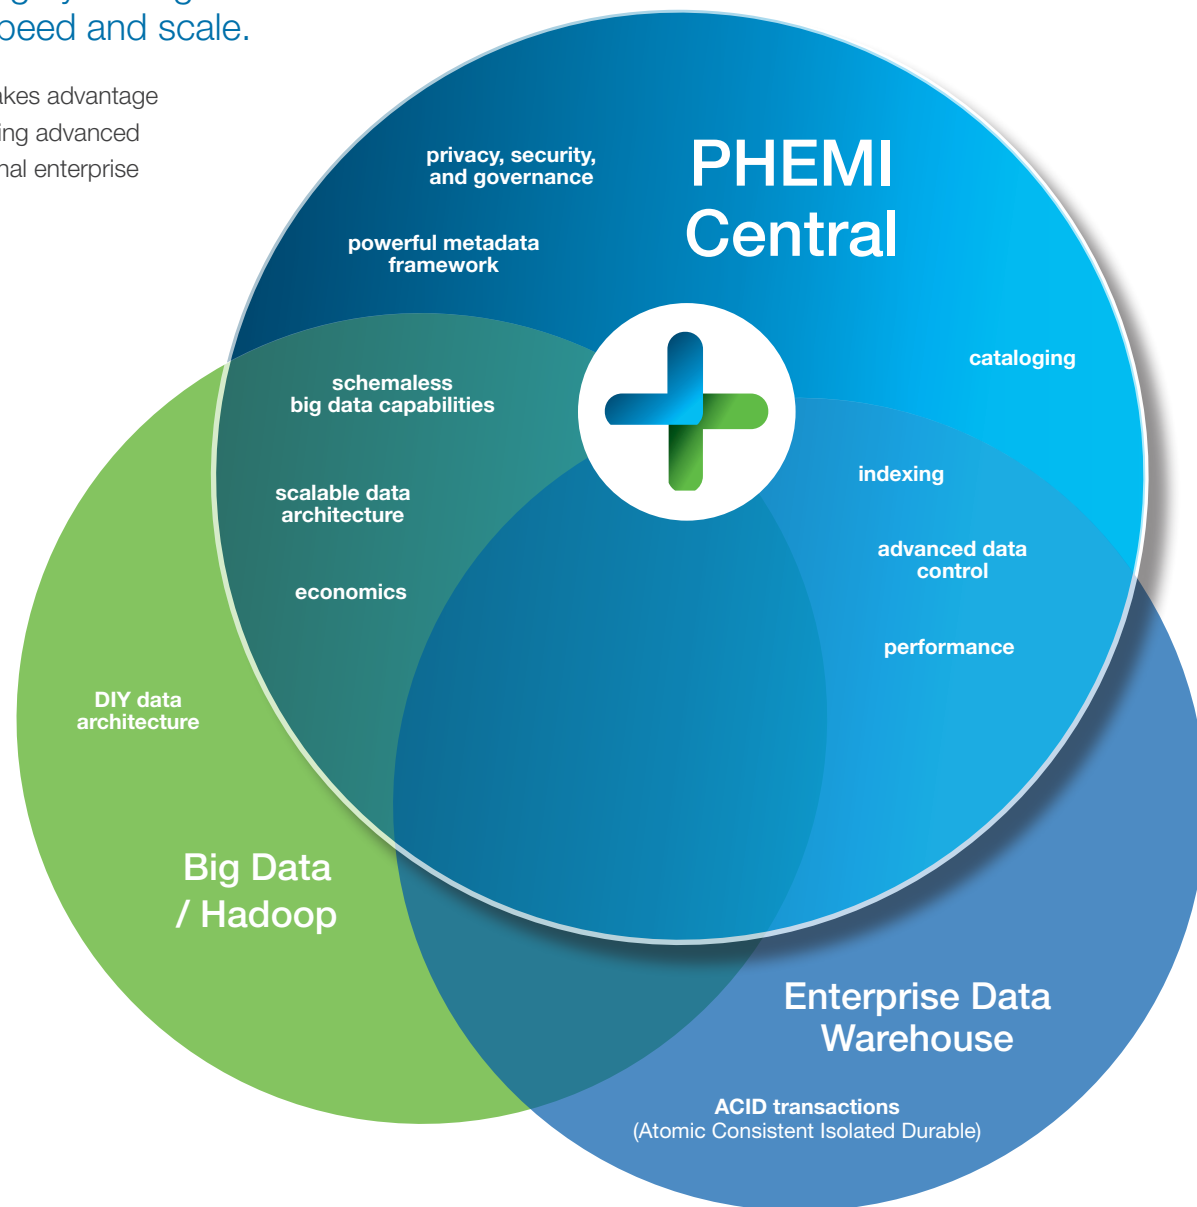 peed and scale.
akes advantage
ing advanced
nal enterprise
privacy, security,
and governance
PHEMI
Central
powerful metadata
framework
cataloging
schemaless
big data capabilities
indexing
scalable data
architecture
advanced data
control
economics
performance
DIY data
architecture
Big Data
/ Hadoop
Enterprise Data
Warehouse
ACID transactions
(Atomic Consistent Isolated Durable)